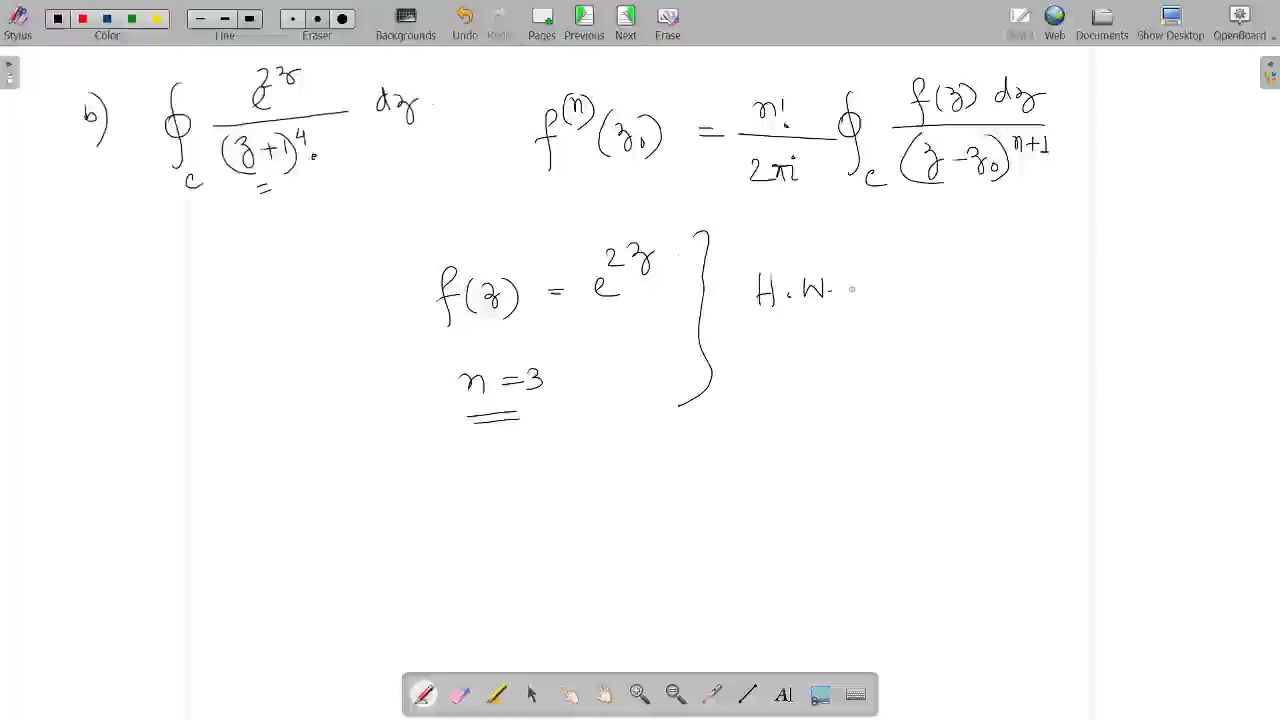 Stylus Color Line Eraser Backgrounds Undo Redo Pages Previous Next Erase Board Web Documents Show Desktop OpenBoard
b) ∮_C e^{2z}/(z+1)^4 dz f^{(n)}(z_0) = n!/2πi ∮_C f(z) dz/(z-z_0)^{n+1}
f(z) = e^{2z} } H.W.
n = 3